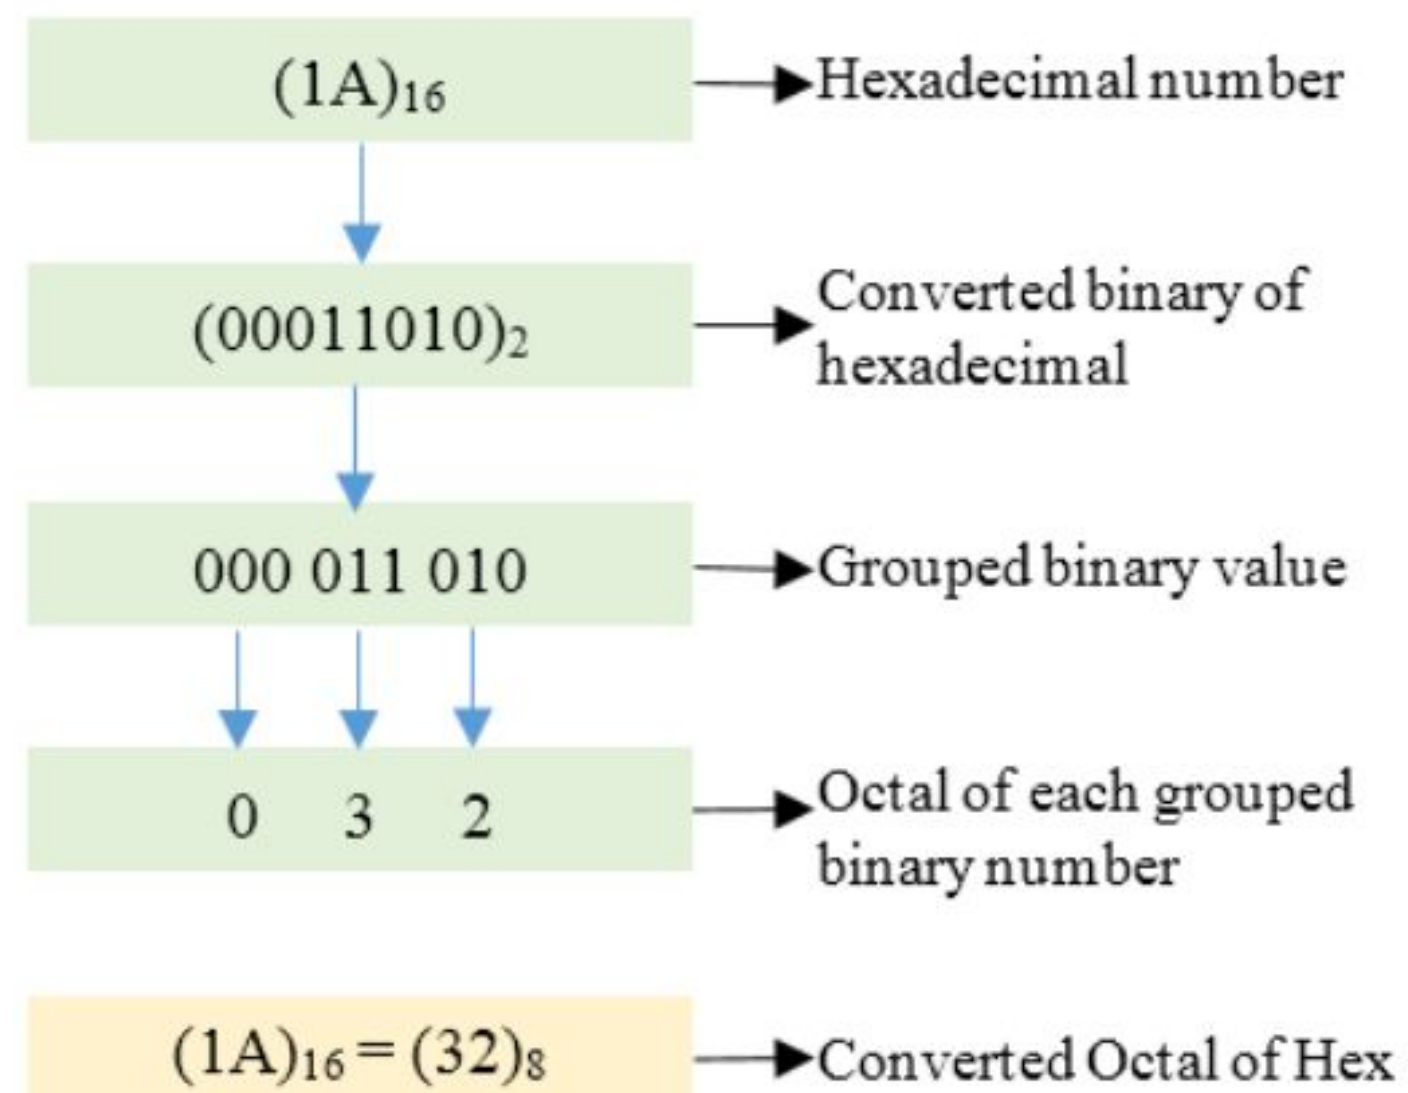 (1A)16
Hexadecimal number
(00011010)2
Converted binary of
hexadecimal
000 011 010
Grouped binary value
0 3 2
Octal of each grouped
binary number
(1A)16 = (32)8
Converted Octal of Hex